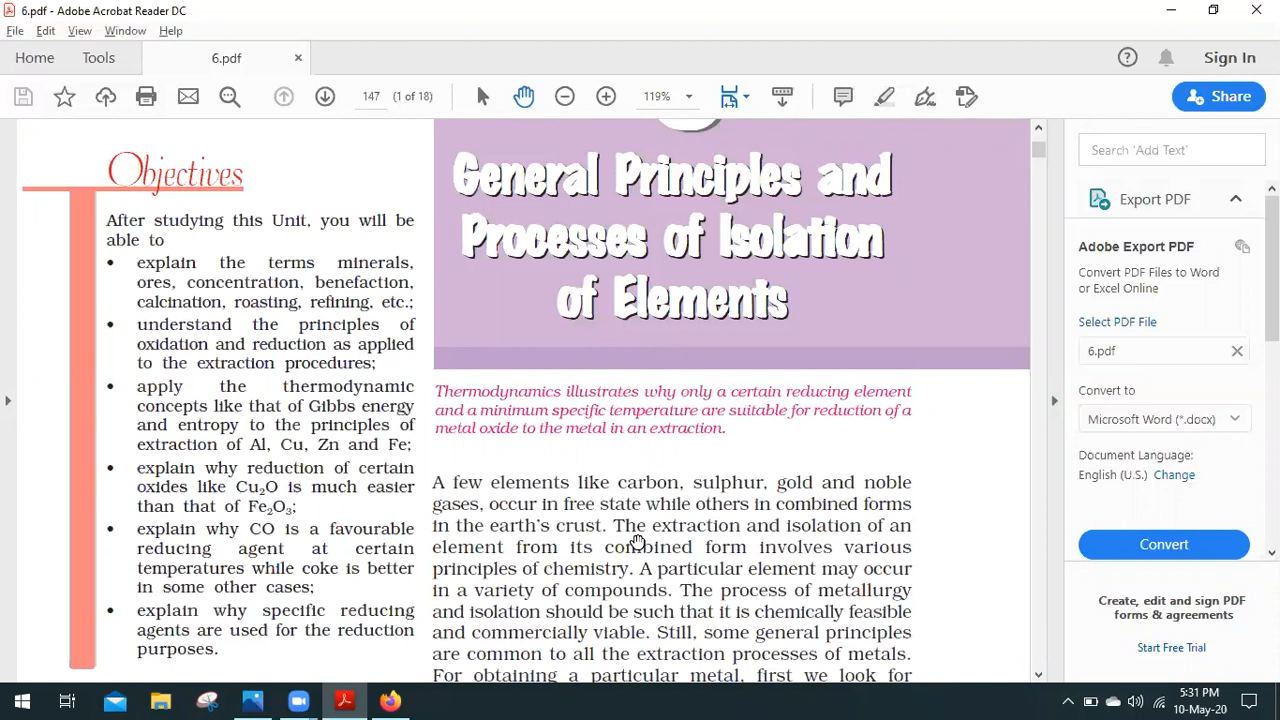 6.pdf - Adobe Acrobat Reader DC
File Edit View Window Help
Home Tools 6.pdf × Sign In
147 (1 of 18) 119% Share
Objectives
After studying this Unit, you will be
able to
• explain the terms minerals,
ores, concentration, benefaction,
calcination, roasting, refining, etc.;
• understand the principles of
oxidation and reduction as applied
to the extraction procedures;
• apply the thermodynamic
concepts like that of Gibbs energy
and entropy to the principles of
extraction of Al, Cu, Zn and Fe;
• explain why reduction of certain
oxides like Cu₂O is much easier
than that of Fe₂O₃;
• explain why CO is a favourable
reducing agent at certain
temperatures while coke is better
in some other cases;
• explain why specific reducing
agents are used for the reduction
purposes.
General Principles and
Processes of Isolation
of Elements
Thermodynamics illustrates why only a certain reducing element
and a minimum specific temperature are suitable for reduction of a
metal oxide to the metal in an extraction.
A few elements like carbon, sulphur, gold and noble
gases, occur in free state while others in combined forms
in the earth's crust. The extraction and isolation of an
element from its combined form involves various
principles of chemistry. A particular element may occur
in a variety of compounds. The process of metallurgy
and isolation should be such that it is chemically feasible
and commercially viable. Still, some general principles
are common to all the extraction processes of metals.
For obtaining a particular metal, first we look for
Search 'Add Text'
Export PDF
Adobe Export PDF
Convert PDF Files to Word
or Excel Online
Select PDF File
6.pdf
Convert to
Microsoft Word (*.docx)
Document Language:
English (U.S.) Change
Convert
Create, edit and sign PDF
forms & agreements
Start Free Trial
5:31 PM
10-May-20